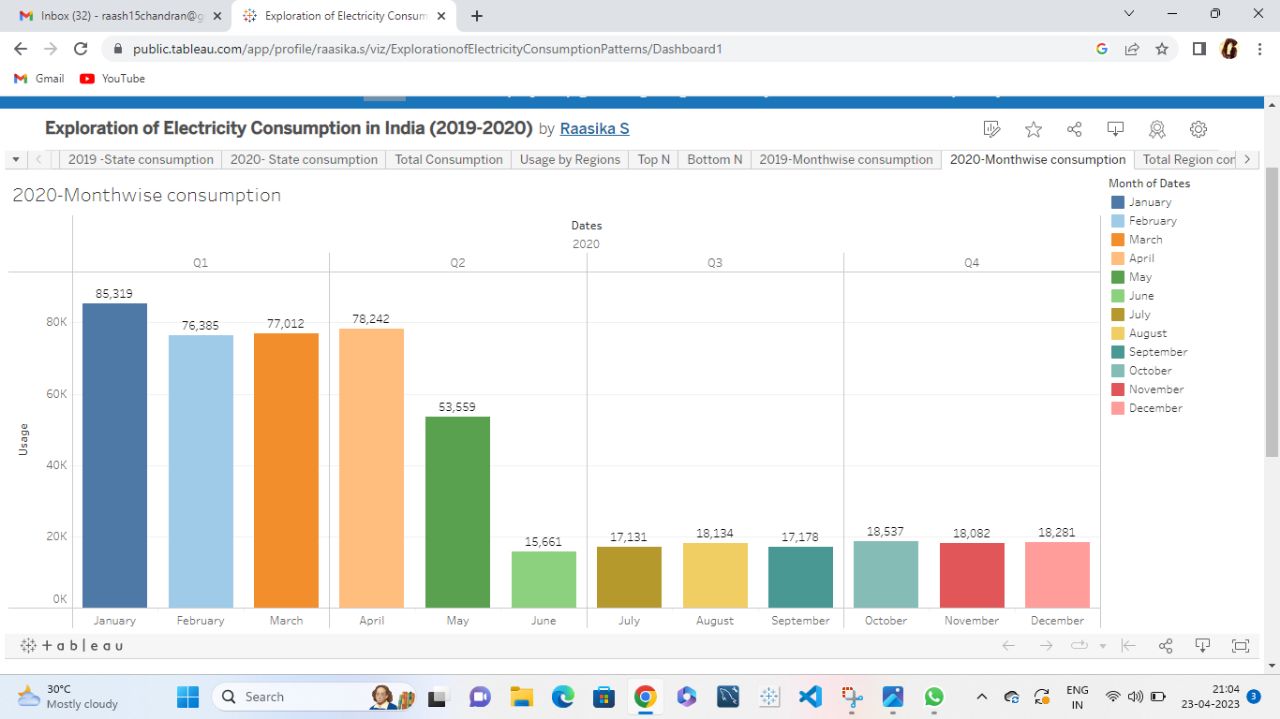 Inbox (32) - raash15chandran@g
Exploration of Electricity Consum
public.tableau.com/app/profile/raasika.s/viz/ExplorationofElectricityConsumptionPatterns/Dashboard1
Gmail
YouTube
Exploration of Electricity Consumption in India (2019-2020) by Raasika S
2019 -State consumption
2020- State consumption
Total Consumption
Usage by Regions
Top N
Bottom N
2019-Monthwise consumption
2020-Monthwise consumption
Total Region cor
2020-Monthwise consumption
Dates
2020
Q1
Q2
Q3
Q4
Usage
80K
60K
40K
20K
0K
85,319
76,385
77,012
78,242
53,559
15,661
17,131
18,134
17,178
18,537
18,082
18,281
January
February
March
April
May
June
July
August
September
October
November
December
Month of Dates
January
February
March
April
May
June
July
August
September
October
November
December
+ a b | e a u
30°C
Mostly cloudy
Search
ENG
IN
21:04
23-04-2023
3